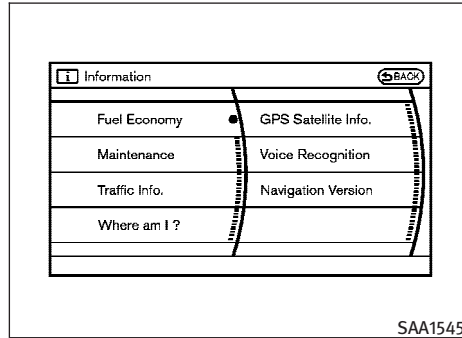 i Information
BACK
Fuel Economy
GPS Satellite Info.
Maintenance
Voice Recognition
Traffic Info.
Navigation Version
Where am I ?
SAA1545